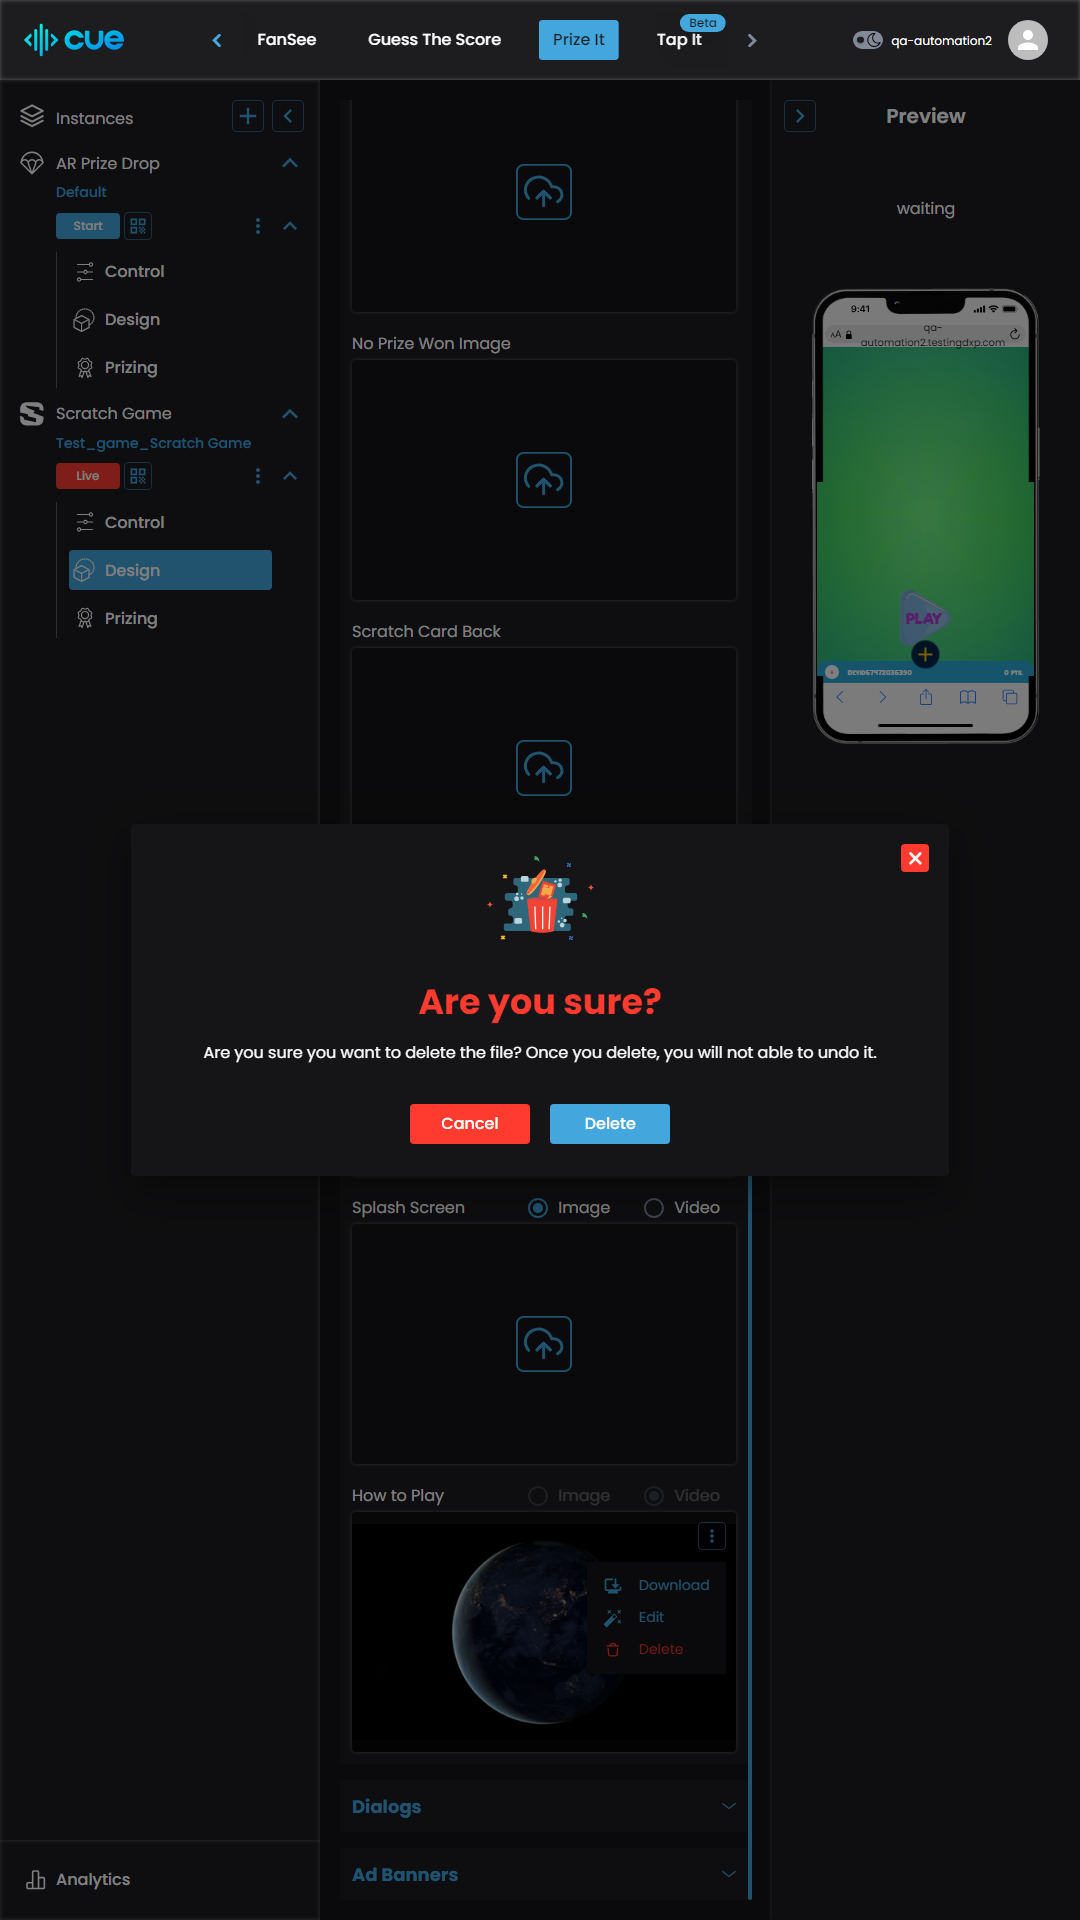 cue
FanSee
Guess The Score
Prize It
Tap It
Beta
qa-automation2
Instances
AR Prize Drop
Default
Start
Control
Design
Prizing
Scratch Game
Test_game_Scratch Game
Live
Control
Design
Prizing
Analytics
No Prize Won Image
Scratch Card Back
Are you sure?
Are you sure you want to delete the file? Once you delete, you will not able to undo it.
Cancel
Delete
Splash Screen
Image
Video
How to Play
Image
Video
Download
Edit
Delete
Dialogs
Ad Banners
Preview
waiting
9:41
AA
qa-
automation2.testingdxp.com
PLAY
0 PTS